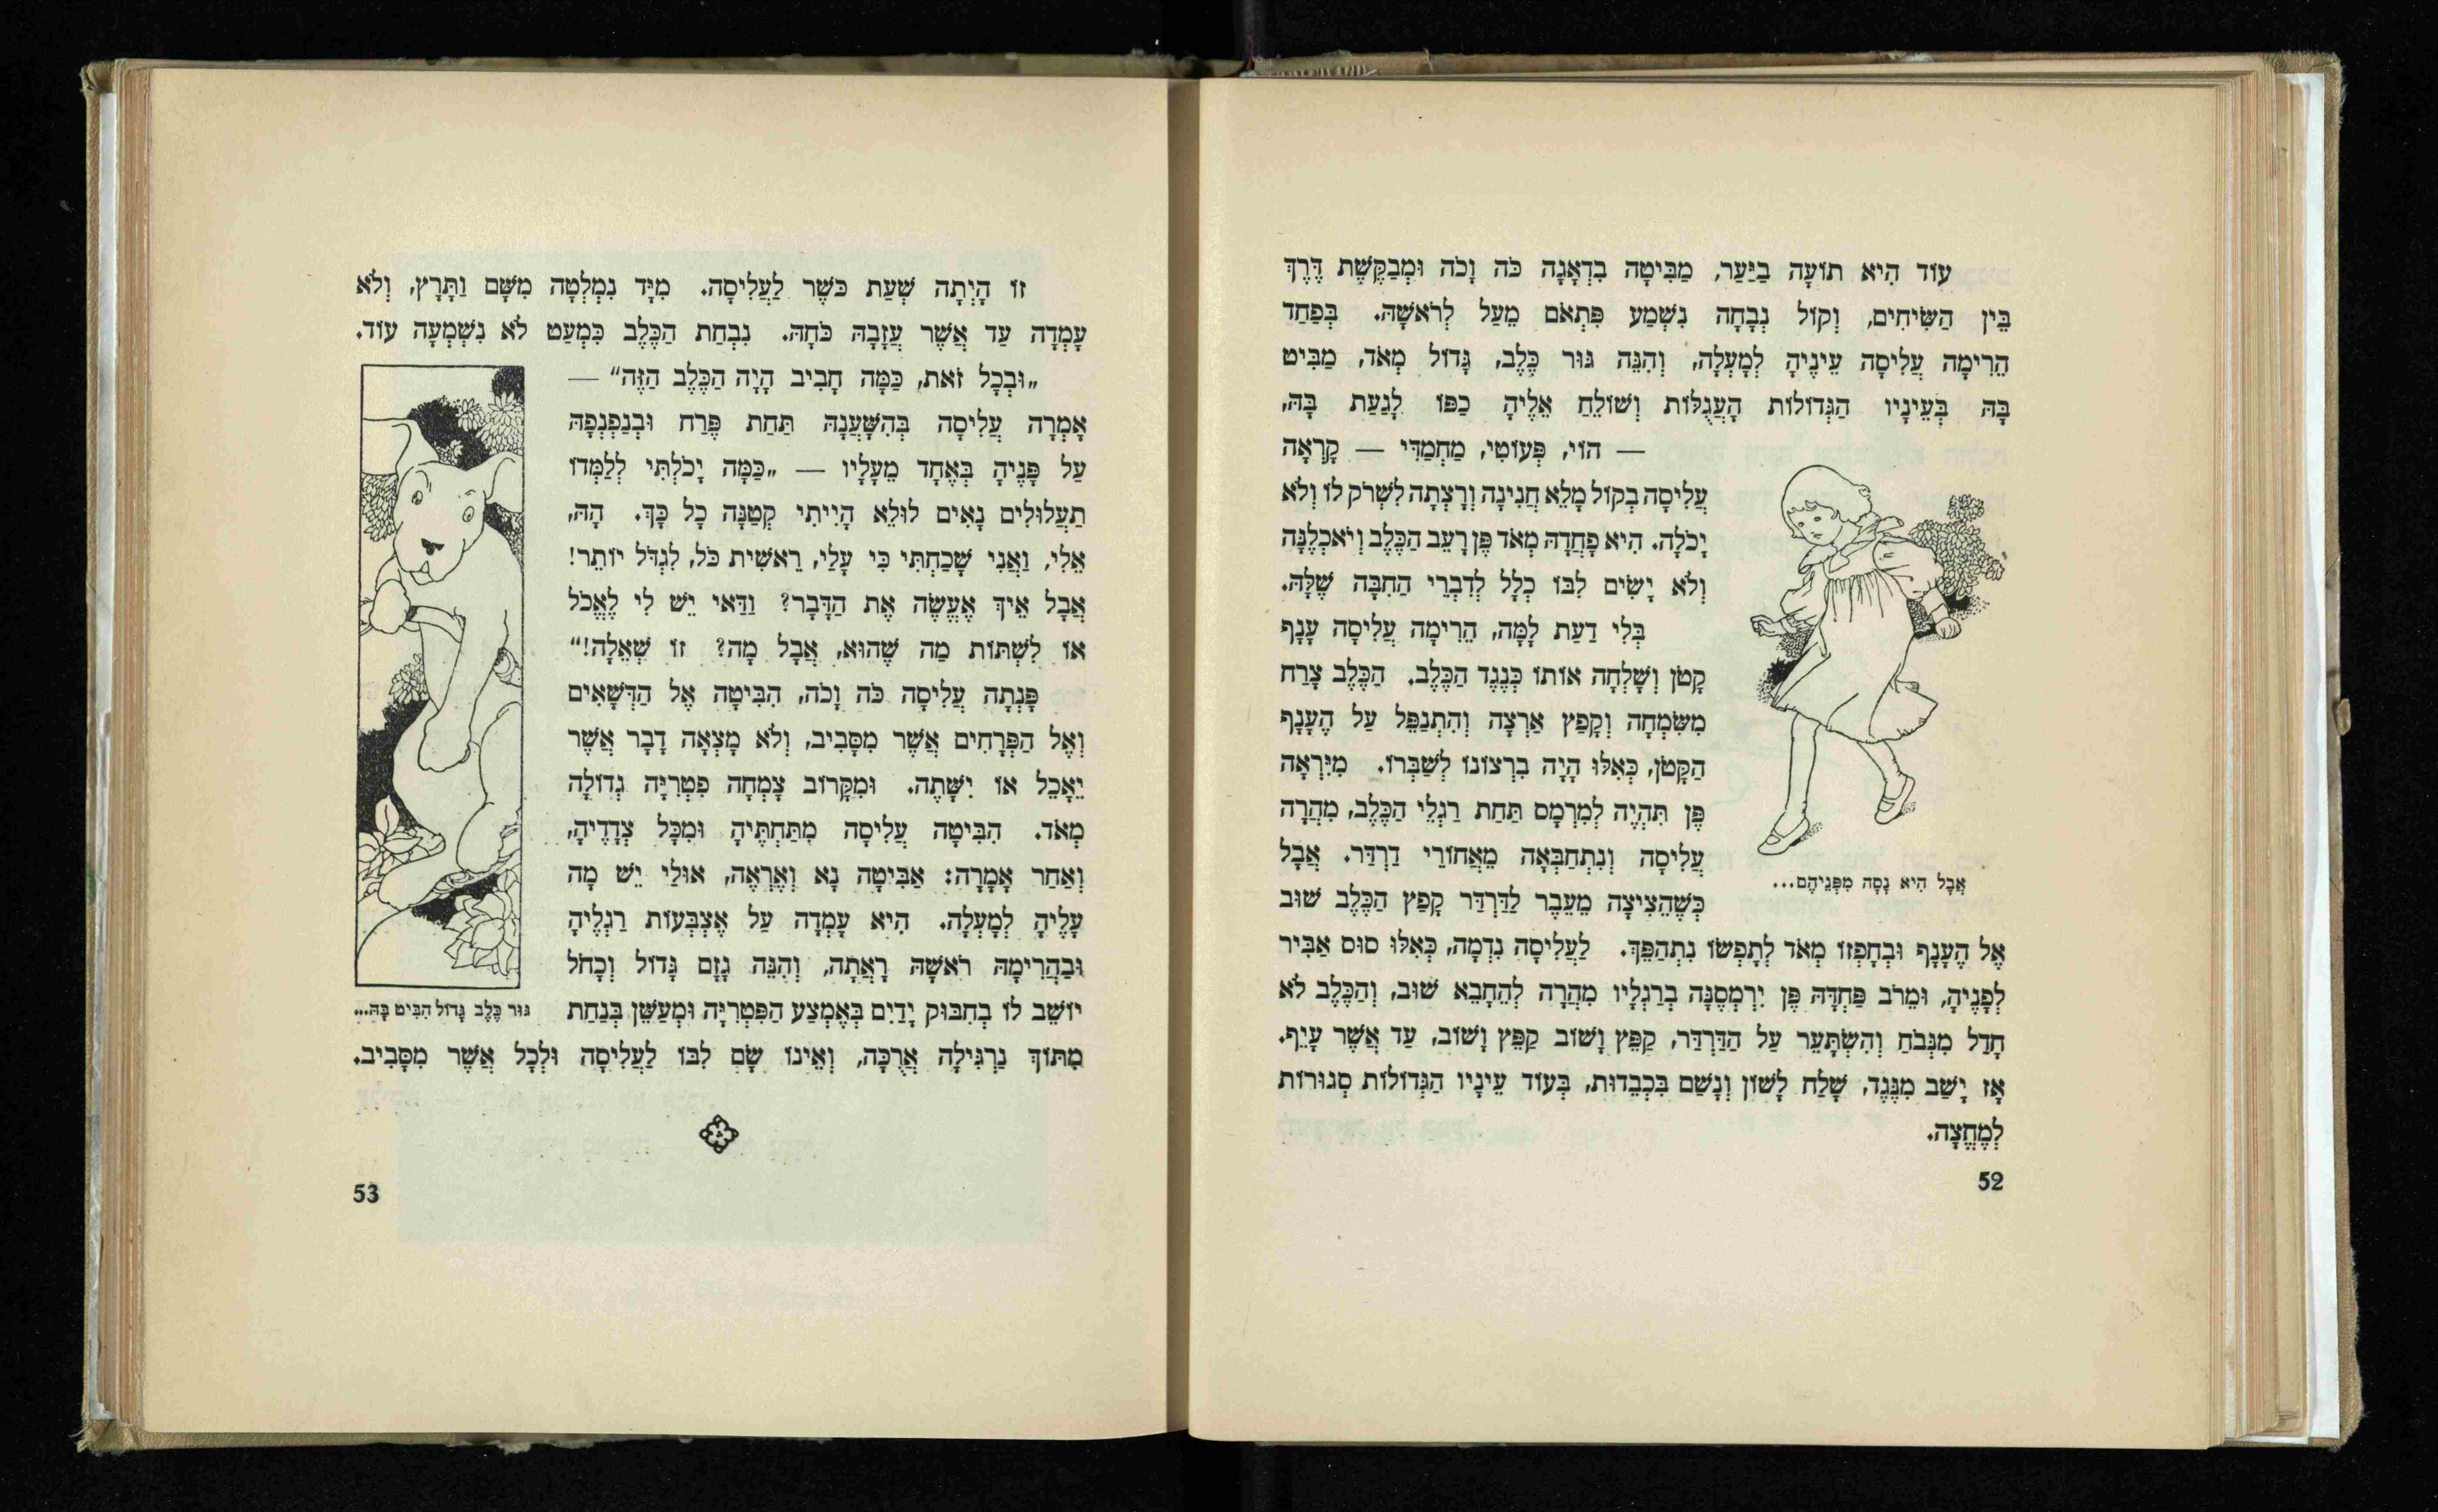 עוֹד הִיא תוֹעָה בַיַּעַר, מַבִּיטָה בִדְאָגָה כֹּה וָכֹה וּמְבַקֶּשֶׁת דֶּרֶךְ
בֵּין הַשִּׂיחִים, וְקוֹל נְבִיחָה נִשְׁמַע פִּתְאֹם מֵעַל לְרֹאשָׁהּ. בְּפַחַד
הֵרִימָה עֲלִיסָה עֵינֶיהָ לְמַעְלָה, וְהִנֵּה גּוּר כֶּלֶב, גָּדוֹל מְאֹד, מַבִּיט
בָּהּ בְּעֵינָיו הַגְּדוֹלוֹת הָעֲגֻלּוֹת וְשׁוֹלֵחַ אֵלֶיהָ כַפּוֹ לָגַעַת בָּהּ,
— הוֹי, פְּעוֹטִי, מַחְמַדִּי — קָרְאָה
עֲלִיסָה בְקוֹל מָלֵא חֲנִינָה וְרָצְתָה לִשְׁרֹק לוֹ וְלֹא
יָכֹלָה. הִיא פָחֲדָה מְאֹד פֶּן רָעֵב הַכֶּלֶב וְיֹאכְלֶנָּה
וְלֹא יָשִׂים לִבּוֹ כְלָל לְדִבְרֵי הַחִבָּה שֶׁלָּהּ.
בְּלִי דַעַת לָמָּה, הֵרִימָה עֲלִיסָה עָנָף
קָטֹן וְשָׁלְחָה אוֹתוֹ כְּנֶגֶד הַכֶּלֶב. הַכֶּלֶב צָרַח
מִשִּׂמְחָה וְקָפַץ אַרְצָה וְהִתְנַפֵּל עַל הֶעָנָף
הַקָּטֹן, כְּאִלּוּ הָיָה בִרְצוֹנוֹ לְשַׁבְּרוֹ. מִיִּרְאָה
פֶּן תִּהְיֶה לְמִרְמָס תַּחַת רַגְלֵי הַכֶּלֶב, מִהֲרָה
עֲלִיסָה וְנִתְחַבְּאָה מֵאֲחוֹרֵי דַרְדַּר. אֲבָל
כְּשֶׁהֵצִיצָה מֵעֵבֶר לַדַּרְדַּר קָפַץ הַכֶּלֶב שׁוּב
אֲבָל הִיא נָסָה מִפְּנֵיהֶם...
אֶל הֶעָנָף וּבְחָפְזוֹ מְאֹד לְתָפְשׂוֹ נִתְהַפֵּךְ. לַעֲלִיסָה נִדְמָה, כְּאִלּוּ סוּס אַבִּיר
לְפָנֶיהָ, וּמֵרֹב פַּחְדָּהּ פֶּן יִרְמְסֶנָּה בְרַגְלָיו מִהֲרָה לְהֵחָבֵא שׁוּב, וְהַכֶּלֶב לֹא
חָדַל מִנְּבֹחַ וְהִשְׂתָּעֵר עַל הַדַּרְדַּר, קַפֵּץ וָשׁוֹב קַפֵּץ וָשׁוֹב, עַד אֲשֶׁר עָיֵף.
אָז יָשַׁב מִנֶּגֶד, שָׁלַח לָשׁוֹן וְנָשַׁם בִּכְבֵדוּת, בְּעוֹד עֵינָיו הַגְּדוֹלוֹת סְגוּרוֹת
לְמֶחֱצָה.
52
זוֹ הָיְתָה שְׁעַת כּשֶׁר לַעֲלִיסָה. מִיָּד נִמְלְטָה מִשָּׁם וַתָּרָץ, וְלֹא
עָמְדָה עַד אֲשֶׁר עֲזָבָהּ כֹּחָהּ. נִבְחַת הַכֶּלֶב כִּמְעַט לֹא נִשְׁמְעָה עוֹד.
„וּבְכָל זֹאת, כַּמָּה חָבִיב הָיָה הַכֶּלֶב הַזֶּה" —
אָמְרָה עֲלִיסָה בְּהִשָּׁעֲנָהּ תַּחַת פֶּרַח וּבְנַפְנְפָהּ
עַל פָּנֶיהָ בְּאֶחָד מֵעָלָיו — „כַּמָּה יָכֹלְתִּי לְלַמְּדוֹ
תַעֲלוּלִים נָאִים לוּלֵא הָיִיתִי קְטַנָּה כָל כָּךְ. הָהּ,
אֵלִי, וַאֲנִי שָׁכַחְתִּי כִּי עָלַי, רֵאשִׁית כֹּל, לִגְדֹּל יוֹתֵר!
אֲבָל אֵיךְ אֶעֱשֶׂה אֶת הַדָּבָר? וַדַּאי יֵשׁ לִי לֶאֱכֹל
אוֹ לִשְׁתּוֹת מַה שֶּׁהוּא, אֲבָל מָה? זוֹ שְׁאֵלָה!"
פָּנְתָה עֲלִיסָה כֹּה וָכֹה, הִבִּיטָה אֶל הַדְּשָׁאִים
וְאֶל הַפְּרָחִים אֲשֶׁר מִסָּבִיב, וְלֹא מָצְאָה דָבָר אֲשֶׁר
יֵאָכֵל אוֹ יִשָּׁתֶה. וּמִקָּרוֹב צָמְחָה פִטְרִיָּה גְדוֹלָה
מְאֹד. הִבִּיטָה עֲלִיסָה מִתַּחְתֶּיהָ וּמִכָּל צְדָדֶיהָ,
וְאַחַר אָמָרָה: אַבִּיטָה נָא וְאֶרְאֶה, אוּלַי יֵשׁ מָה
עָלֶיהָ לְמָעְלָה. הִיא עָמְדָה עַל אֶצְבְּעוֹת רַגְלֶיהָ
וּבַהֲרִימָהּ רֹאשָׁהּ רָאֲתָה, וְהִנֵּה גָזָם גָּדוֹל וְכָחֹל
יוֹשֵׁב לוֹ בְחִבּוּק יָדַיִם בְּאֶמְצַע הַפִּטְרִיָּה וּמְעַשֵּׁן בְּנַחַת
גּוּר כֶּלֶב גָּדוֹל הִבִּיט בָּהּ...
מִתּוֹךְ נַרְגִּילָה אֲרֻכָּה, וְאֵינוֹ שָׂם לִבּוֹ לַעֲלִיסָה וּלְכָל אֲשֶׁר מִסָּבִיב.
53